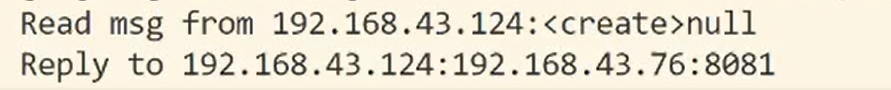 Read msg from 192.168.43.124:<create>null
Reply to 192.168.43.124:192.168.43.76:8081